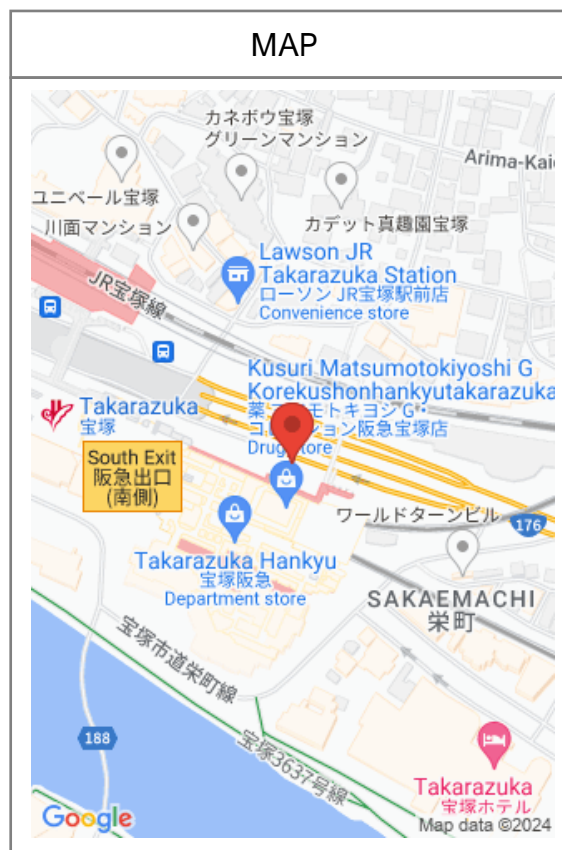 MAP
カネボウ宝塚
グリーンマンション
Arima-Kaid
ユニベール宝塚
川面マンション
カデット真趣園宝塚
Lawson JR
Takarazuka Station
ローソン JR宝塚駅前店
Convenience store
JR宝塚線
Kusuri Matsumotokiyoshi G
Korekushonhankyutakarazuka
Takarazuka
宝塚
South Exit
阪急出口
(南側)
ワールドターンビル
176
Takarazuka Hankyu
宝塚阪急
Department store
SAKAEMACHI
栄町
宝塚市道栄町線
188
宝塚3637号線
Takarazuka
宝塚ホテル
Google
Map data ©2024